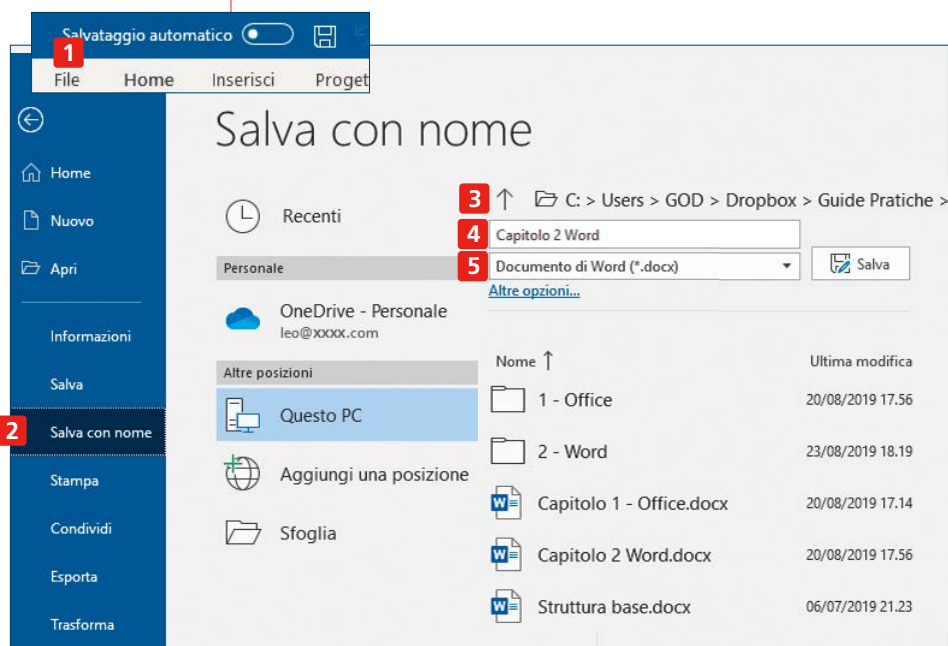 Salvataggio automatico
1
File Home Inserisci Proget
Salva con nome
Home
Nuovo
Apri
Informazioni
Salva
2 Salva con nome
Stampa
Condividi
Esporta
Trasforma
Recenti
Personale
OneDrive - Personale
leo@xxxx.com
Altre posizioni
Questo PC
Aggiungi una posizione
Sfoglia
3 C: > Users > GOD > Dropbox > Guide Pratiche >
4 Capitolo 2 Word
5 Documento di Word (*.docx) Salva
Altre opzioni...
Nome Ultima modifica
1 - Office 20/08/2019 17.56
2 - Word 23/08/2019 18.19
Capitolo 1 - Office.docx 20/08/2019 17.14
Capitolo 2 Word.docx 20/08/2019 17.56
Struttura base.docx 06/07/2019 21.23